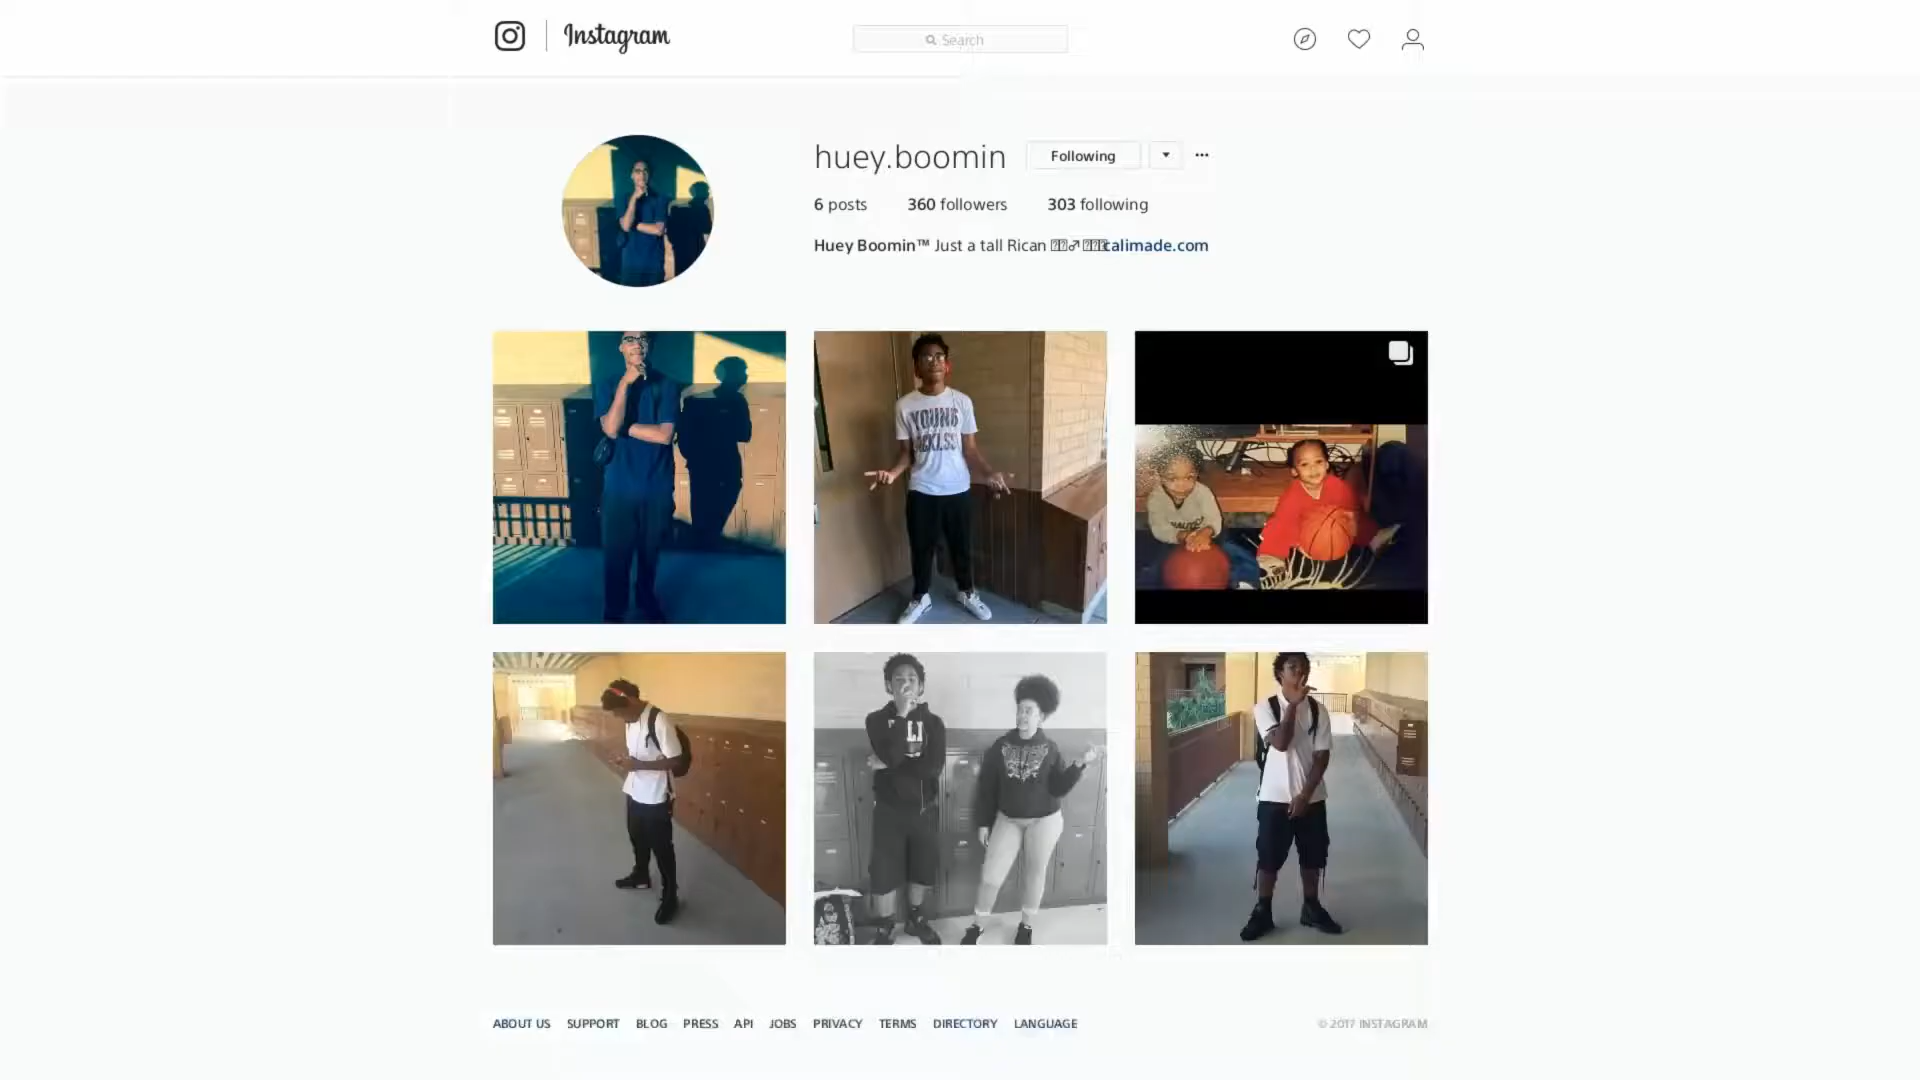 Instagram
Search
huey.boomin Following
6 posts 360 followers 303 following
Huey Boomin™ Just a tall Rican calimade.com
YOUNG
LI
ABOUT US SUPPORT BLOG PRESS API JOBS PRIVACY TERMS DIRECTORY LANGUAGE
© 2017 INSTAGRAM